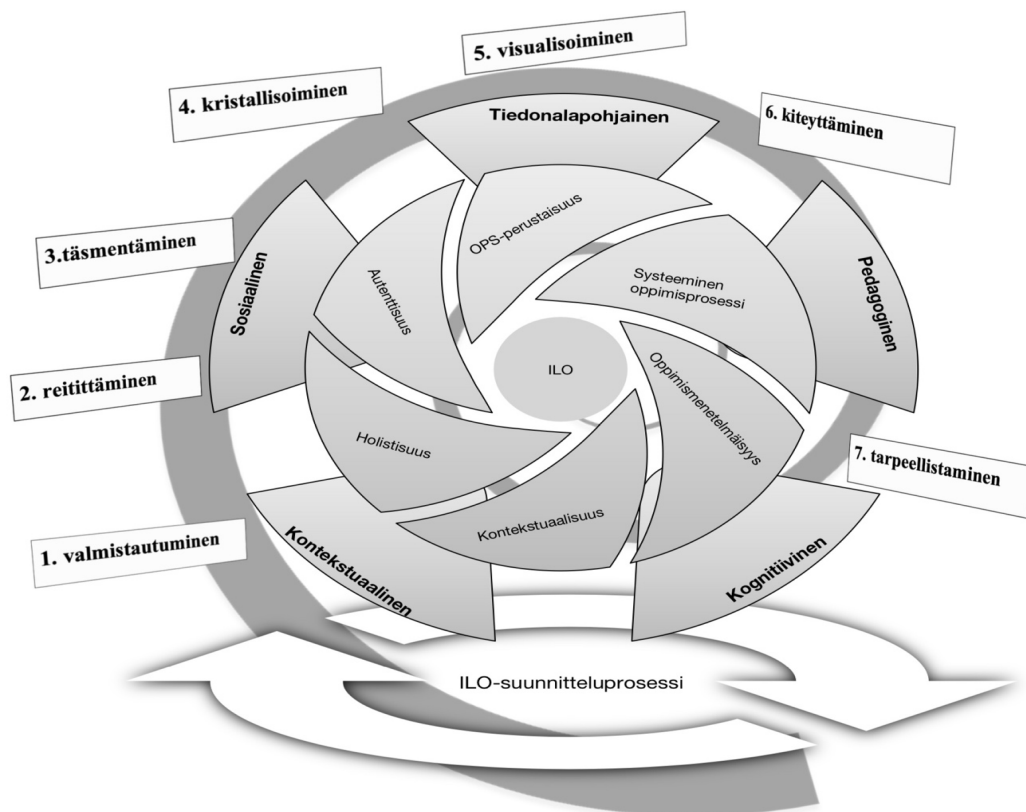 5. visualisoiminen
4. kristallisoiminen
6. kiteyttäminen
Tiedonalapohjainen
3.täsmentäminen
Sosiaalinen
Pedagoginen
OPS-perustaisuus
Autenttisuus
Systeeminen
oppimisprosessi
2. reitittäminen
ILO
Oppimismenetelmäisyys
Holistisuus
7. tarpeellistaminen
Kontekstuaalisuus
1. valmistautuminen
Kontekstuaalinen
Kognitiivinen
ILO-suunnitteluprosessi